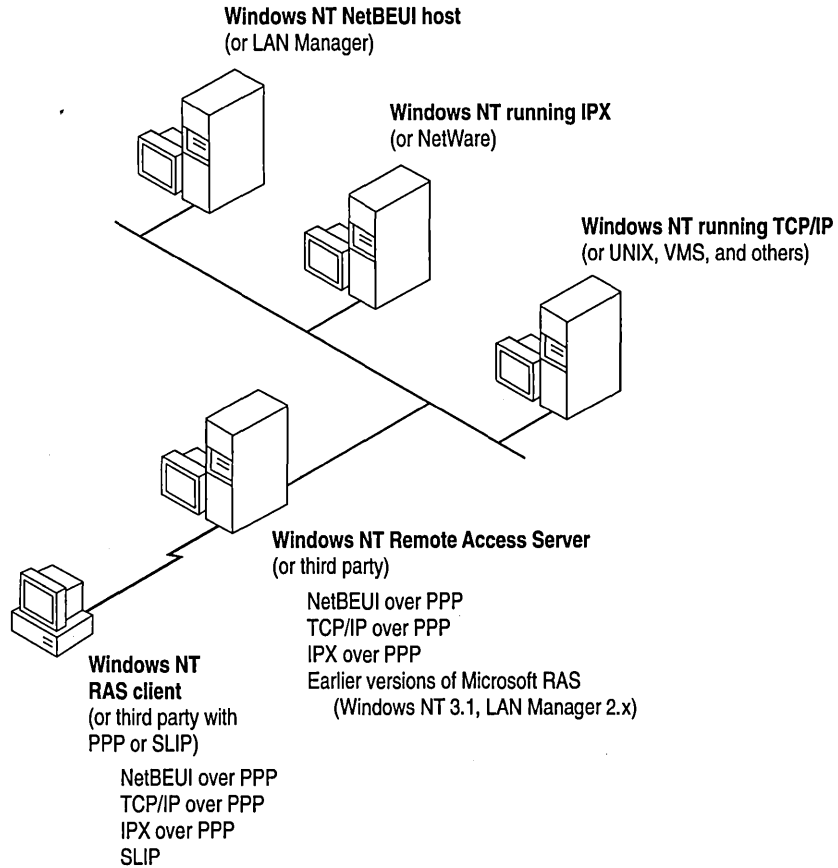 Windows NT NetBEUI host
(or LAN Manager)
Windows NT running IPX
(or NetWare)
Windows NT running TCP/IP
(or UNIX, VMS, and others)
Windows NT Remote Access Server
(or third party)
NetBEUI over PPP
TCP/IP over PPP
IPX over PPP
Earlier versions of Microsoft RAS
(Windows NT 3.1, LAN Manager 2.x)
Windows NT
RAS client
(or third party with
PPP or SLIP)
NetBEUI over PPP
TCP/IP over PPP
IPX over PPP
SLIP